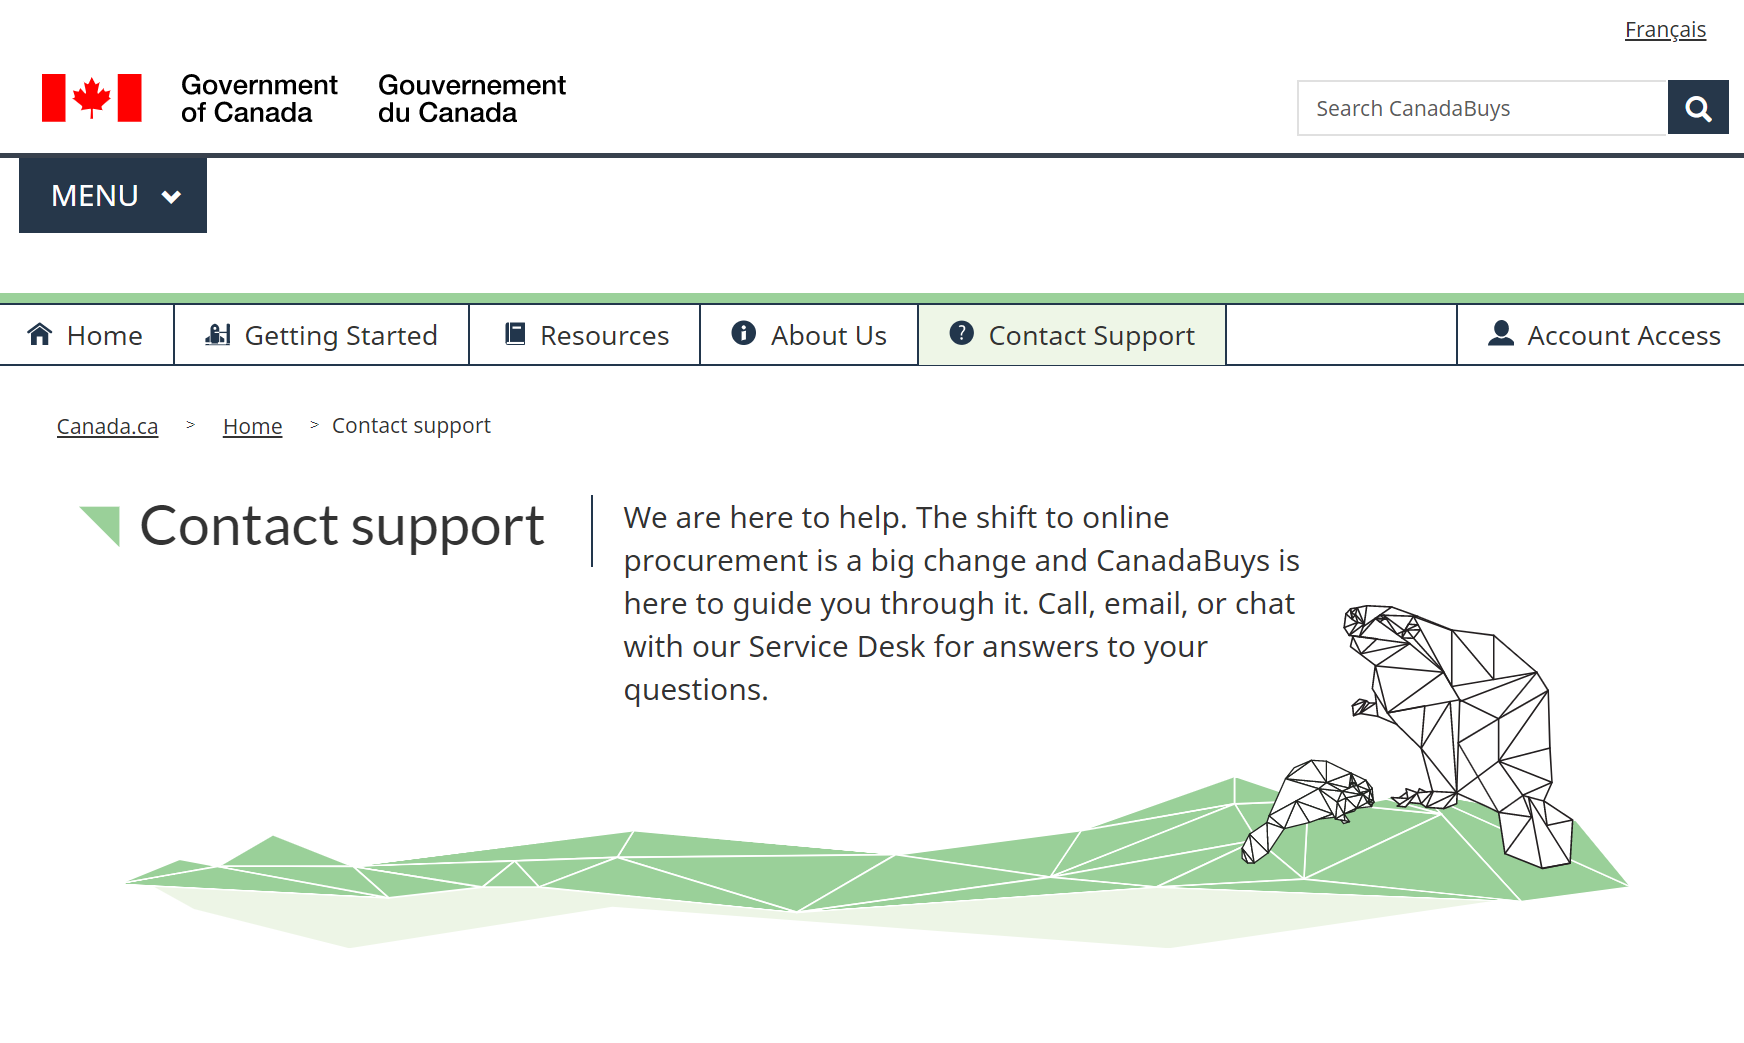 Français
Government of Canada
Gouvernement du Canada
Search CanadaBuys
MENU
Home
Getting Started
Resources
About Us
Contact Support
Account Access
Canada.ca > Home > Contact support
Contact support
We are here to help. The shift to online
procurement is a big change and CanadaBuys is
here to guide you through it. Call, email, or chat
with our Service Desk for answers to your
questions.